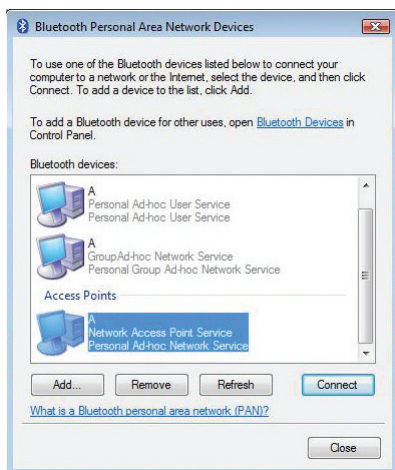 Bluetooth Personal Area Network Devices
To use one of the Bluetooth devices listed below to connect your
computer to a network or the Internet, select the device, and then click
Connect. To add a device to the list, click Add.
To add a Bluetooth device for other uses, open Bluetooth Devices in
Control Panel.
Bluetooth devices:
A
Personal Ad-hoc User Service
Personal Ad-hoc User Service
A
GroupAd-hoc Network Service
Personal Group Ad-hoc Network Service
Access Points
A
Network Access Point Service
Personal Ad-hoc Network Service
Add... Remove Refresh Connect
What is a Bluetooth personal area network (PAN)?
Close